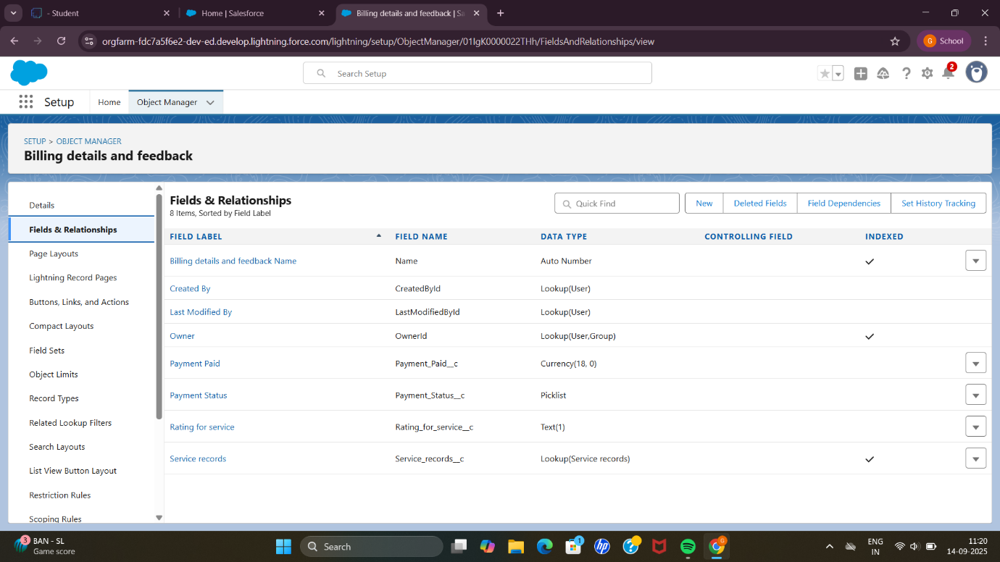 - Student
Home | Salesforce
Billing details and feedback | Sa
orgfarm-fdc7a5f6e2-dev-ed.develop.lightning.force.com/lightning/setup/ObjectManager/01IgK0000022THh/FieldsAndRelationships/view
G School
Search Setup
2
Setup Home Object Manager
SETUP > OBJECT MANAGER
Billing details and feedback
Details
Fields & Relationships
Page Layouts
Lightning Record Pages
Buttons, Links, and Actions
Compact Layouts
Field Sets
Object Limits
Record Types
Related Lookup Filters
Search Layouts
List View Button Layout
Restriction Rules
Scoping Rules
Fields & Relationships
8 Items, Sorted by Field Label
Quick Find
New Deleted Fields Field Dependencies Set History Tracking
FIELD LABEL FIELD NAME DATA TYPE CONTROLLING FIELD INDEXED
Billing details and feedback Name Name Auto Number
Created By CreatedById Lookup(User)
Last Modified By LastModifiedById Lookup(User)
Owner OwnerId Lookup(User,Group)
Payment Paid Payment_Paid__c Currency(18, 0)
Payment Status Payment_Status__c Picklist
Rating for service Rating_for_service__c Text(1)
Service records Service_records__c Lookup(Service records)
3
BAN - SL
Game score
Search
1
hp
G
ENG
IN
11:20
14-09-2025